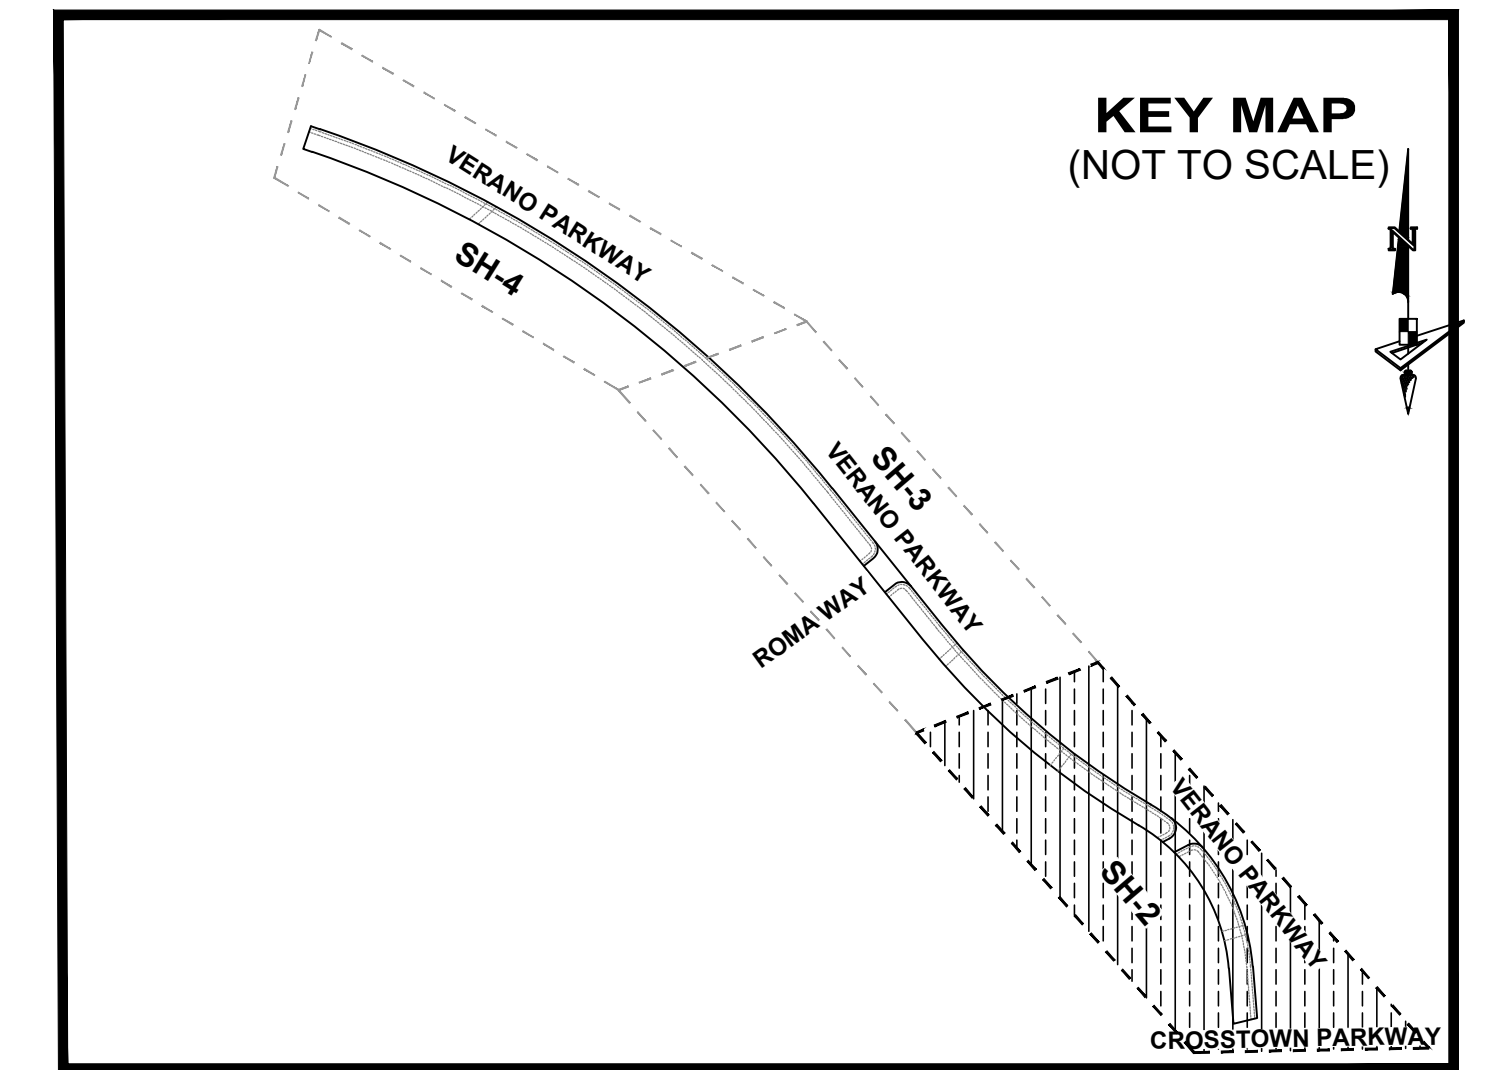 KEY MAP
(NOT TO SCALE)
N
VERANO PARKWAY
SH-4
SH-3
VERANO PARKWAY
ROMA WAY
VERANO PARKWAY
SH-2
CROSSTOWN PARKWAY